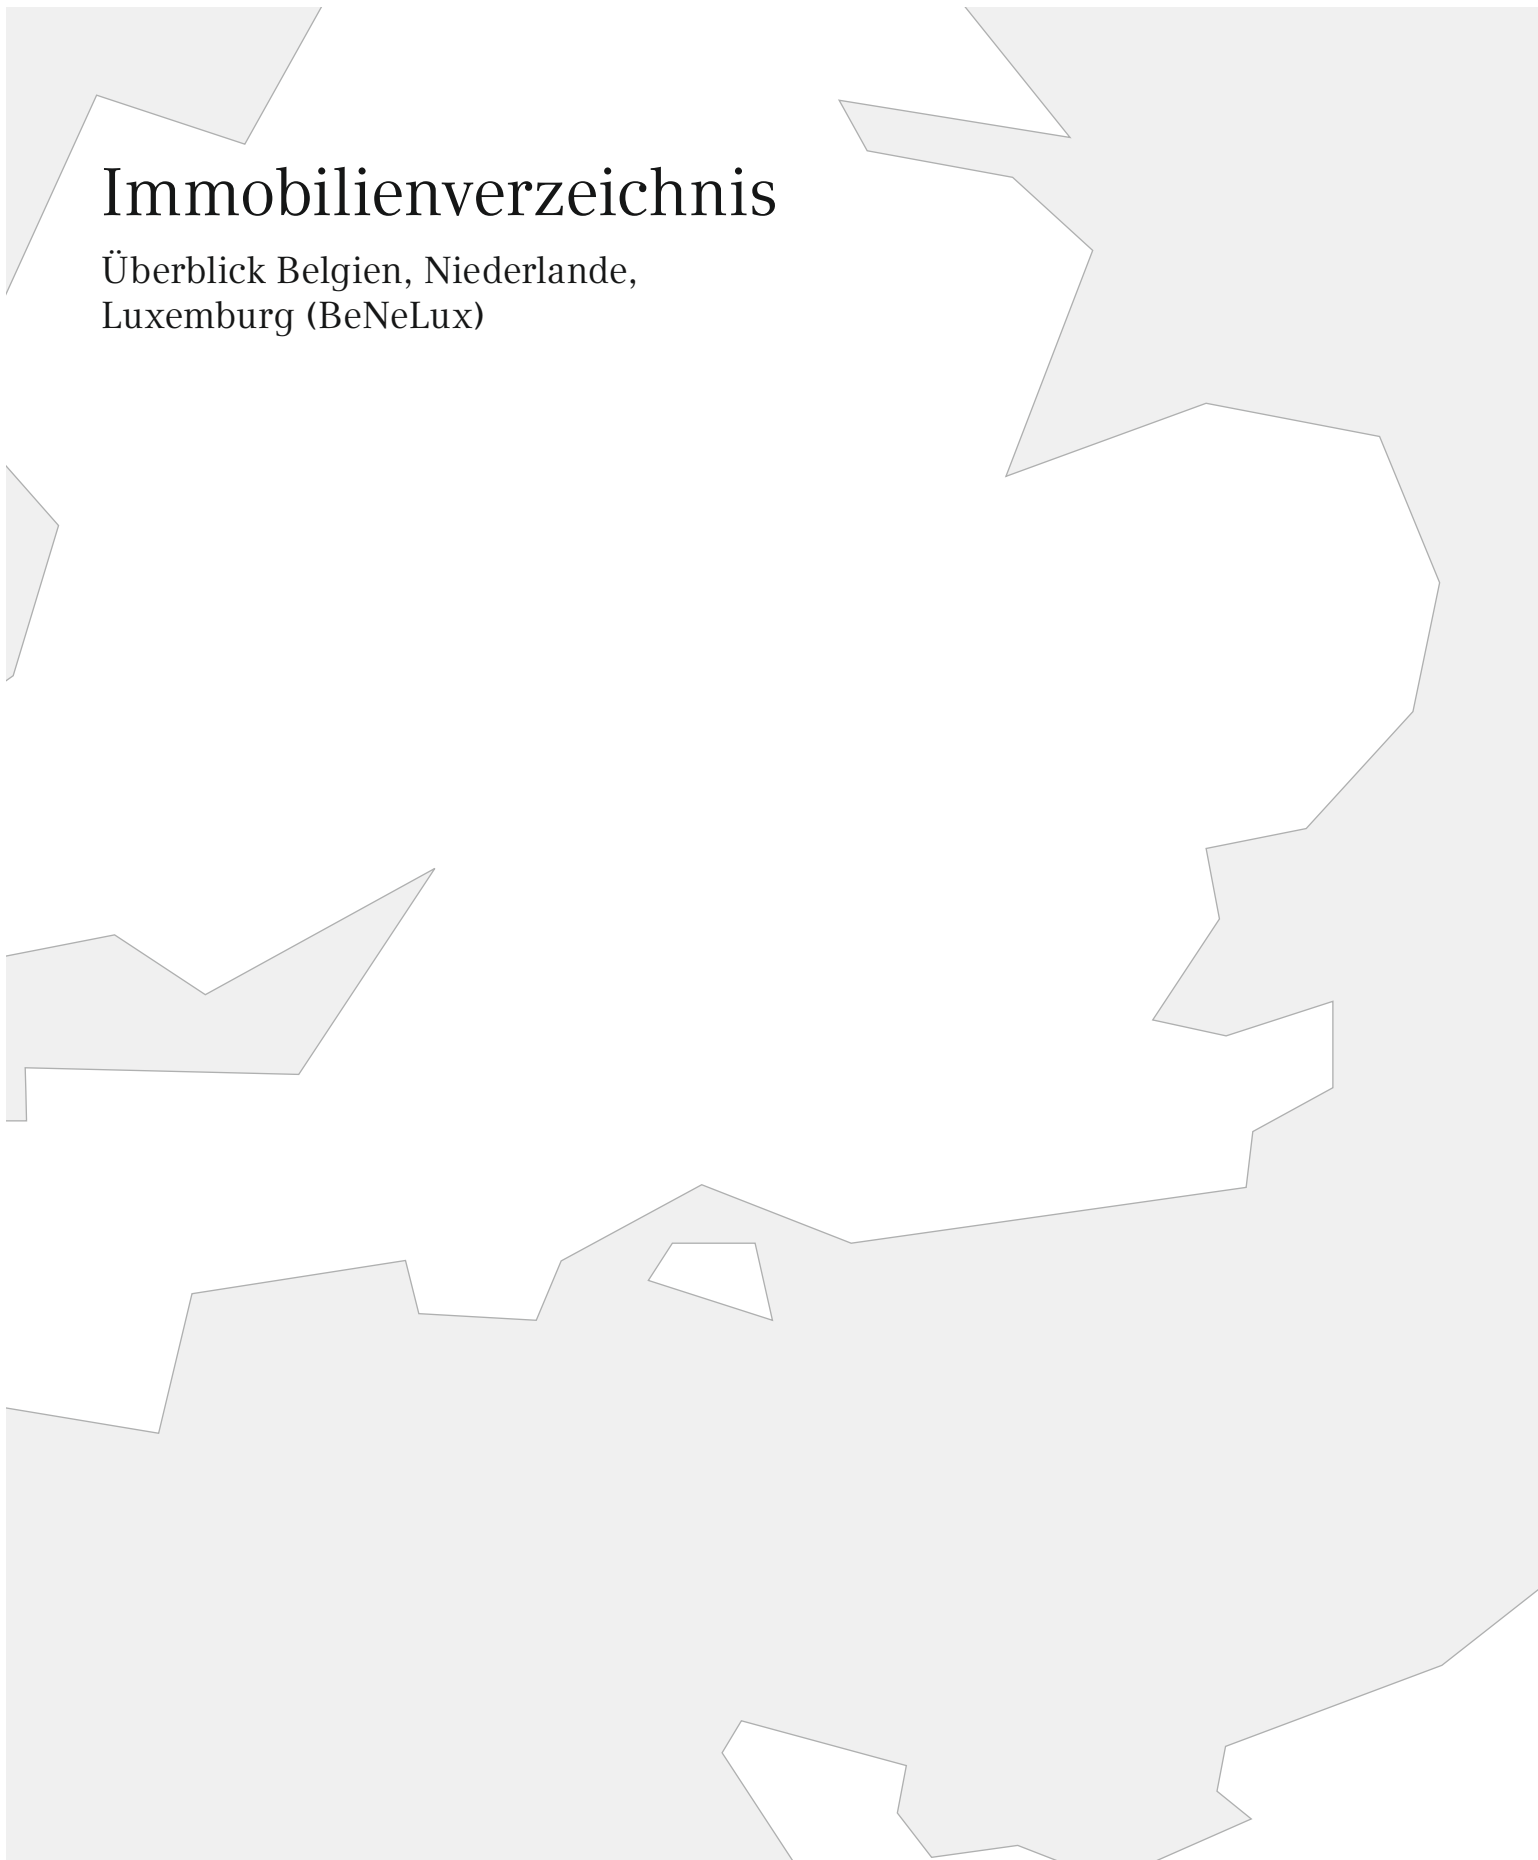 Immobilienverzeichnis
Überblick Belgien, Niederlande,
Luxemburg (BeNeLux)